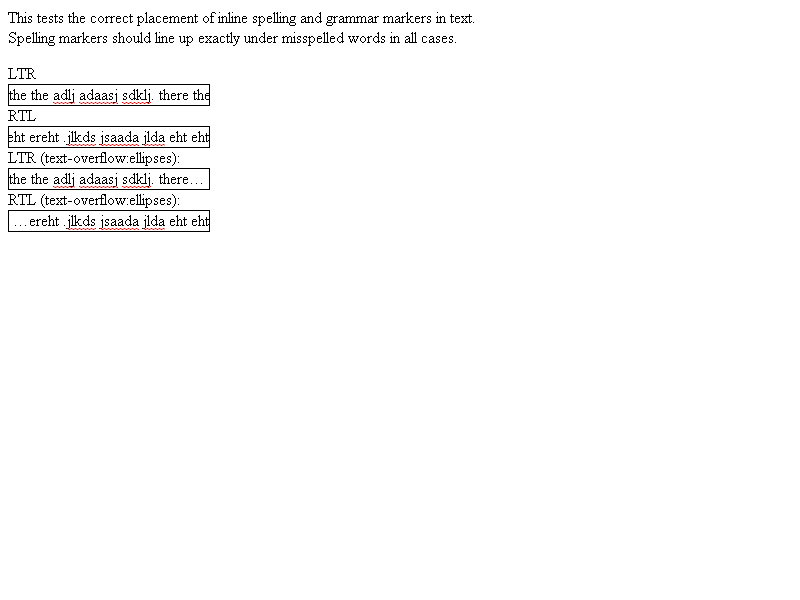 This tests the correct placement of inline spelling and grammar markers in text.
Spelling markers should line up exactly under misspelled words in all cases.
LTR
the the adlj adaasj sdklj. there the
RTL
eht ereht .jlkds jsaada jlda eht eht
LTR (text-overflow:ellipses):
the the adlj adaasj sdklj. there…
RTL (text-overflow:ellipses):
…ereht .jlkds jsaada jlda eht eht